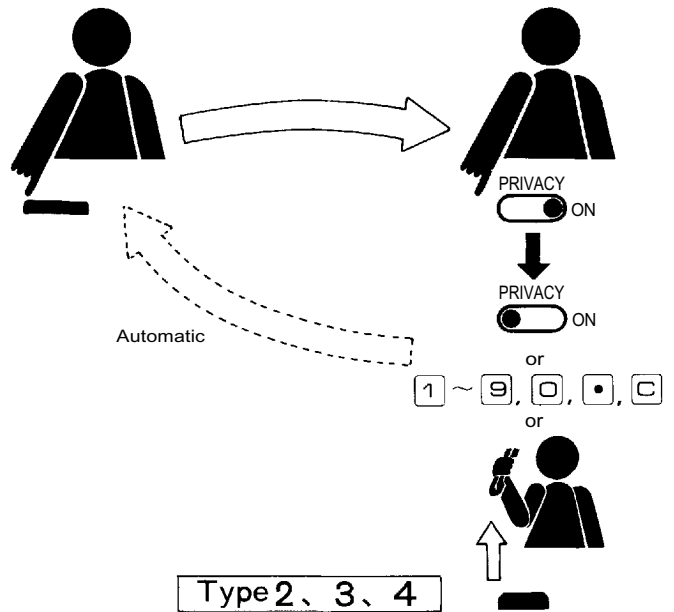 PRIVACY
ON
PRIVACY
ON
Automatic
or
1 ~ 9, 0, •, C
or
Type 2、3、4